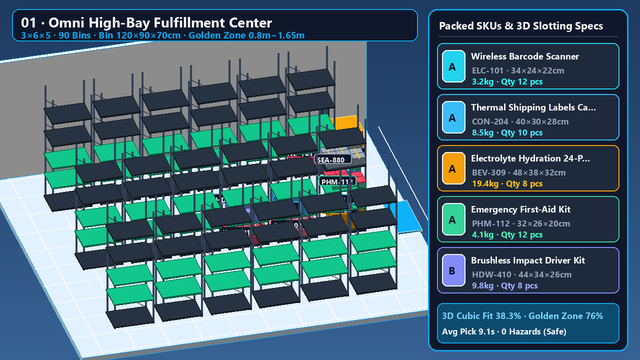 01 · Omni High-Bay Fulfillment Center
3×6×5 · 90 Bins · Bin 120×90×70cm · Golden Zone 0.8m~1.65m
SEA-880
PHM-11
Packed SKUs & 3D Slotting Specs
A
Wireless Barcode Scanner
ELC-101 · 34×24×22cm
3.2kg · Qty 12 pcs
A
Thermal Shipping Labels Ca...
CON-204 · 40×30×28cm
8.5kg · Qty 10 pcs
A
Electrolyte Hydration 24-P...
BEV-309 · 48×38×32cm
19.4kg · Qty 8 pcs
A
Emergency First-Aid Kit
PHM-112 · 32×26×20cm
4.1kg · Qty 12 pcs
B
Brushless Impact Driver Kit
HDW-410 · 44×34×26cm
9.8kg · Qty 8 pcs
3D Cubic Fit 38.3% · Golden Zone 76%
Avg Pick 9.1s · 0 Hazards (Safe)